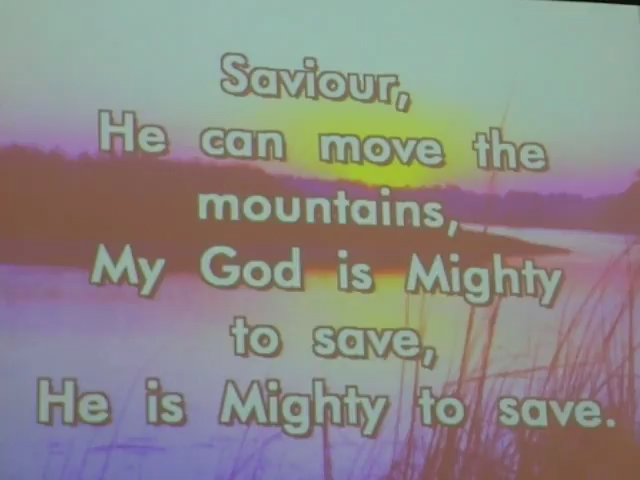 Saviour,
He can move the
mountains,
My God is Mighty
to save,
He is Mighty to save.